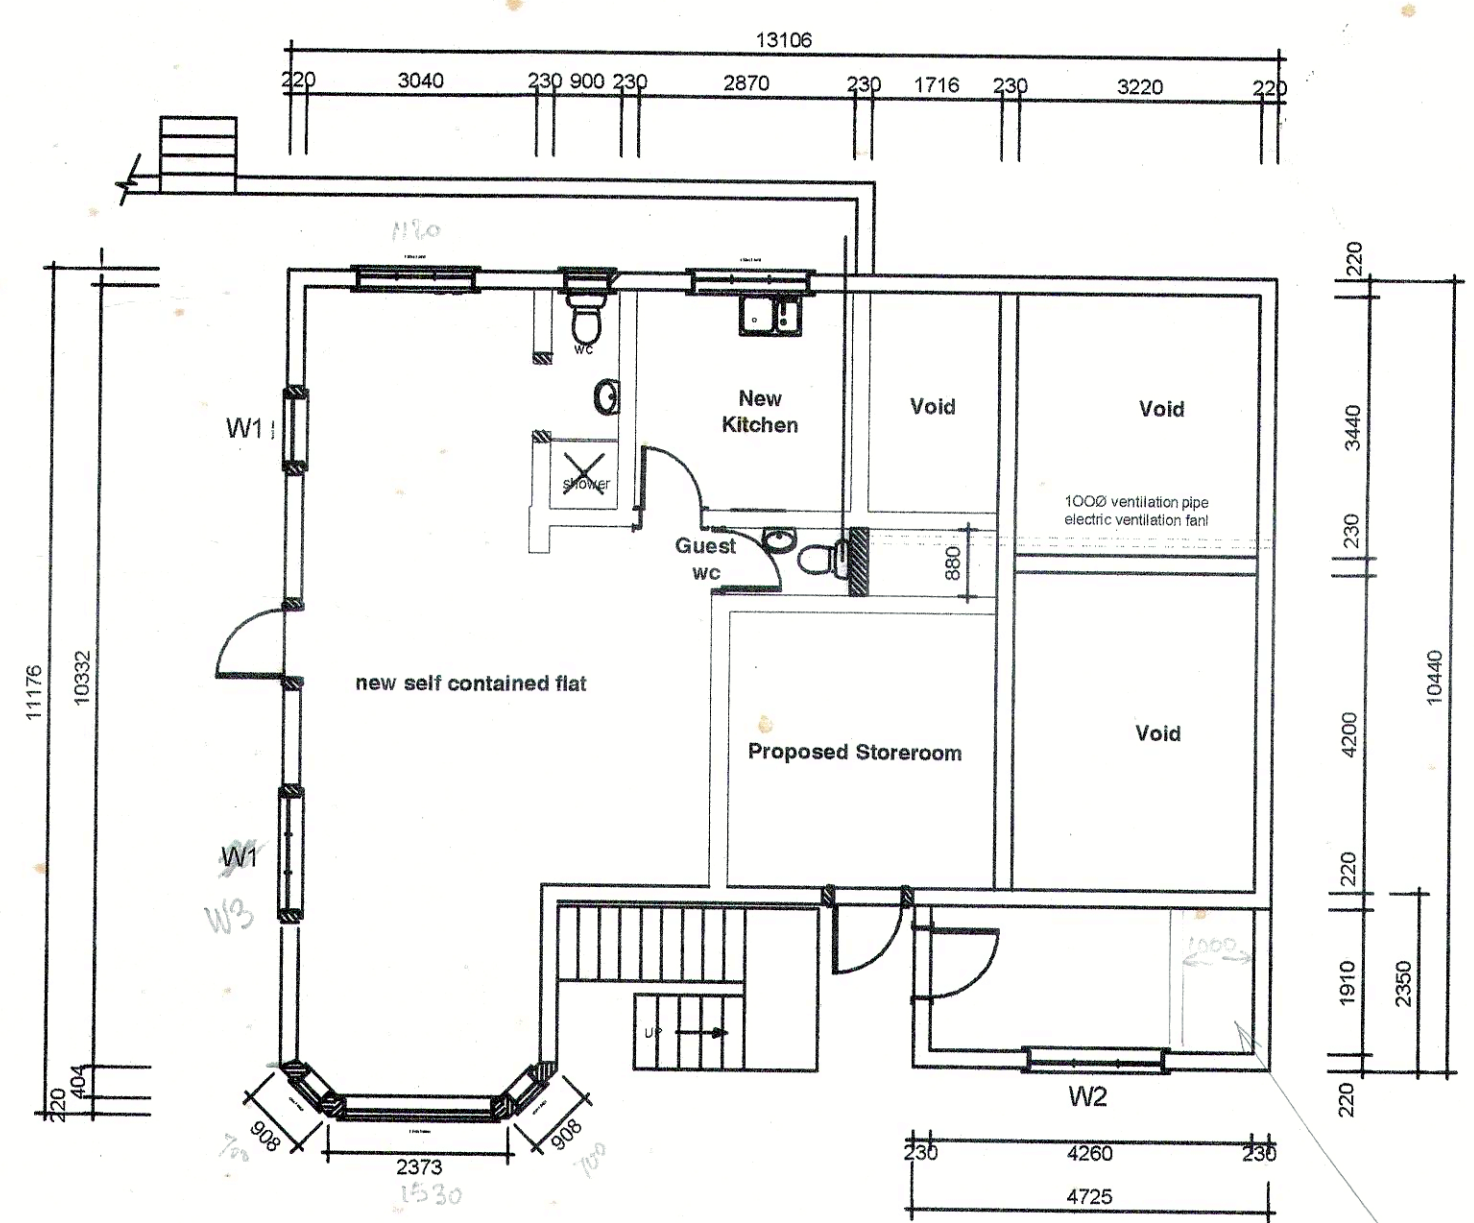 13106
220 3040 230 900 230 2870 230 1716 230 3220 220
1180
220
wc
W1
New
Kitchen
Void
Void
3440
shower
100Ø ventilation pipe
electric ventilation fanl
230
Guest
wc
880
11176
10332
new self contained flat
10440
4200
Void
Proposed Storeroom
W1
220
W3
1000
1910
2350
UP
404
220
W2
220
908
908
700
2373
700
1530
230 4260 230
4725